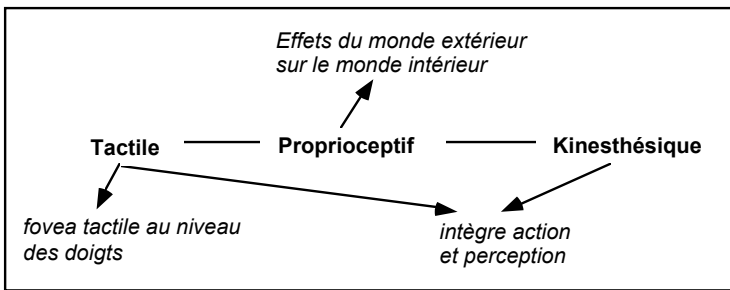 Effets du monde extérieur
sur le monde intérieur
Tactile Proprioceptif Kinesthésique
fovea tactile au niveau
des doigts
intègre action
et perception